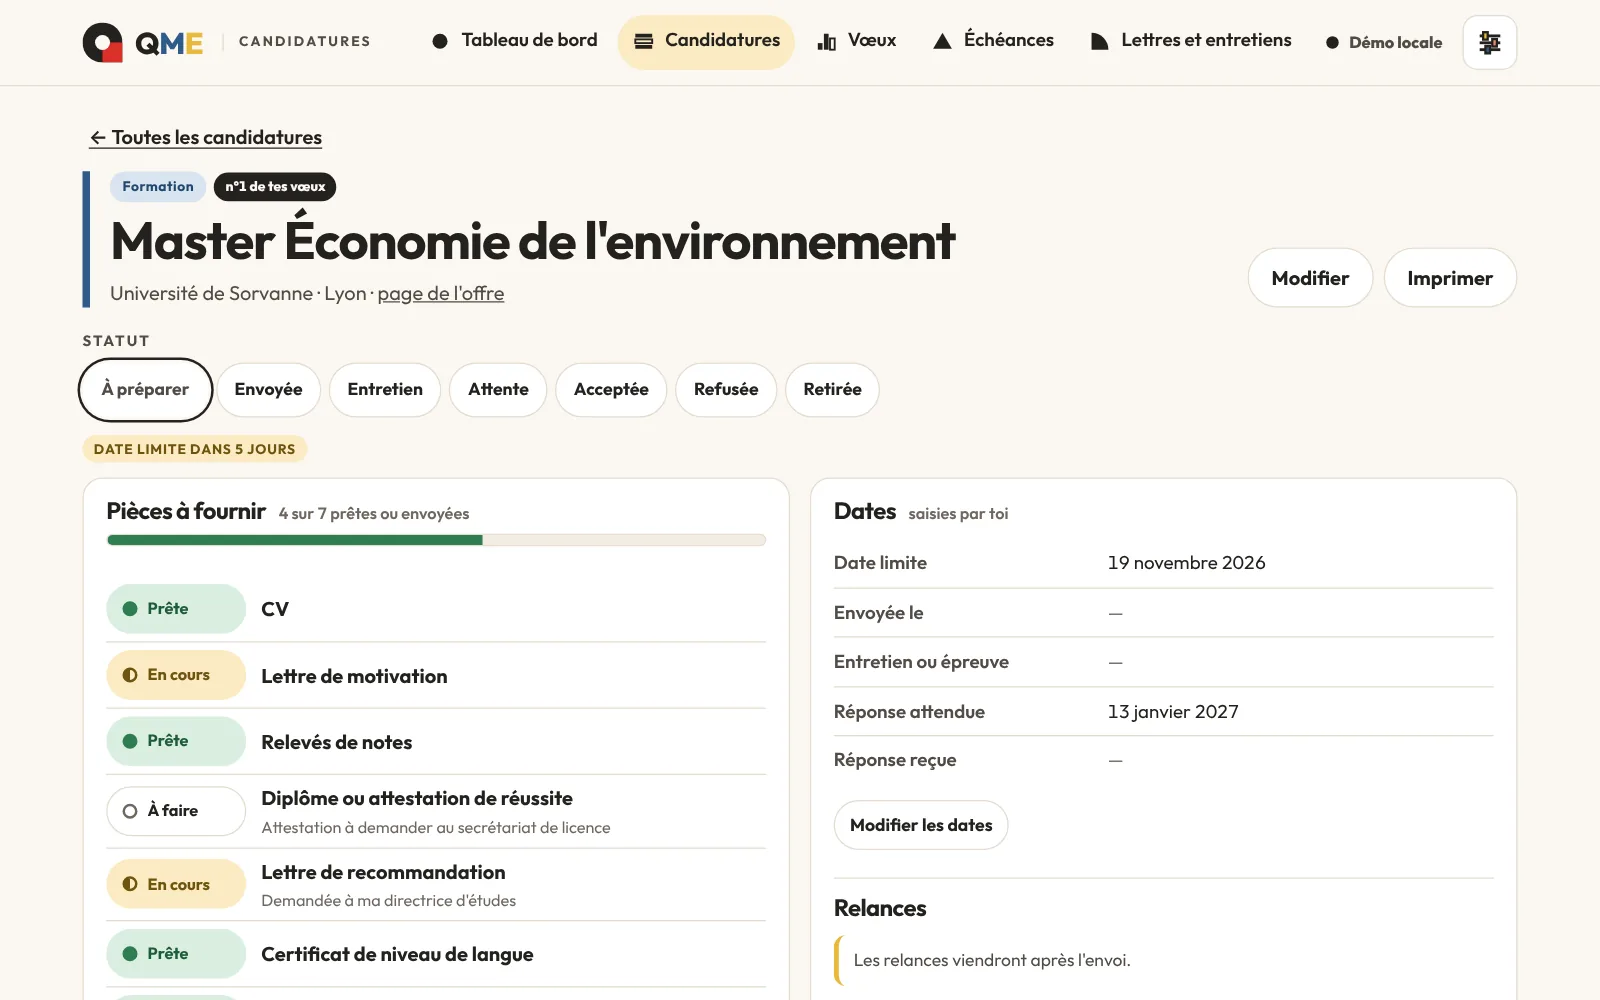 QME
CANDIDATURES
Tableau de bord
Candidatures
Vœux
Échéances
Lettres et entretiens
Démo locale
← Toutes les candidatures
Formation
n°1 de tes vœux
Master Économie de l'environnement
Université de Sorvanne · Lyon · page de l'offre
Modifier
Imprimer
STATUT
À préparer
Envoyée
Entretien
Attente
Acceptée
Refusée
Retirée
DATE LIMITE DANS 5 JOURS
Pièces à fournir 4 sur 7 prêtes ou envoyées
Prête CV
En cours Lettre de motivation
Prête Relevés de notes
À faire Diplôme ou attestation de réussite
Attestation à demander au secrétariat de licence
En cours Lettre de recommandation
Demandée à ma directrice d'études
Prête Certificat de niveau de langue
Dates saisies par toi
Date limite 19 novembre 2026
Envoyée le —
Entretien ou épreuve —
Réponse attendue 13 janvier 2027
Réponse reçue —
Modifier les dates
Relances
Les relances viendront après l'envoi.